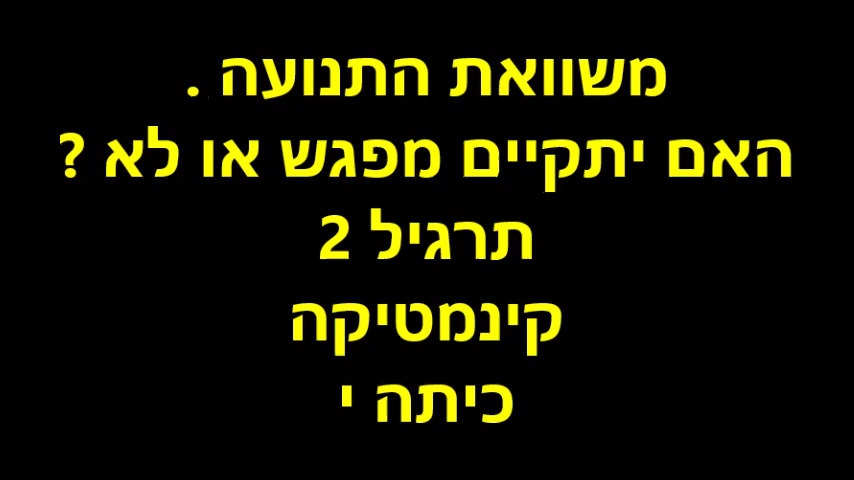 משוואת התנועה .
האם יתקיים מפגש או לא ?
תרגיל 2
קינמטיקה
כיתה י